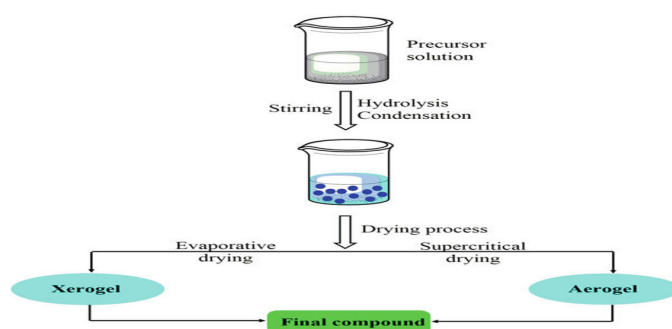 Precursor
solution
Stirring
Hydrolysis
Condensation
Drying process
Evaporative
drying
Supercritical
drying
Xerogel
Aerogel
Final compound